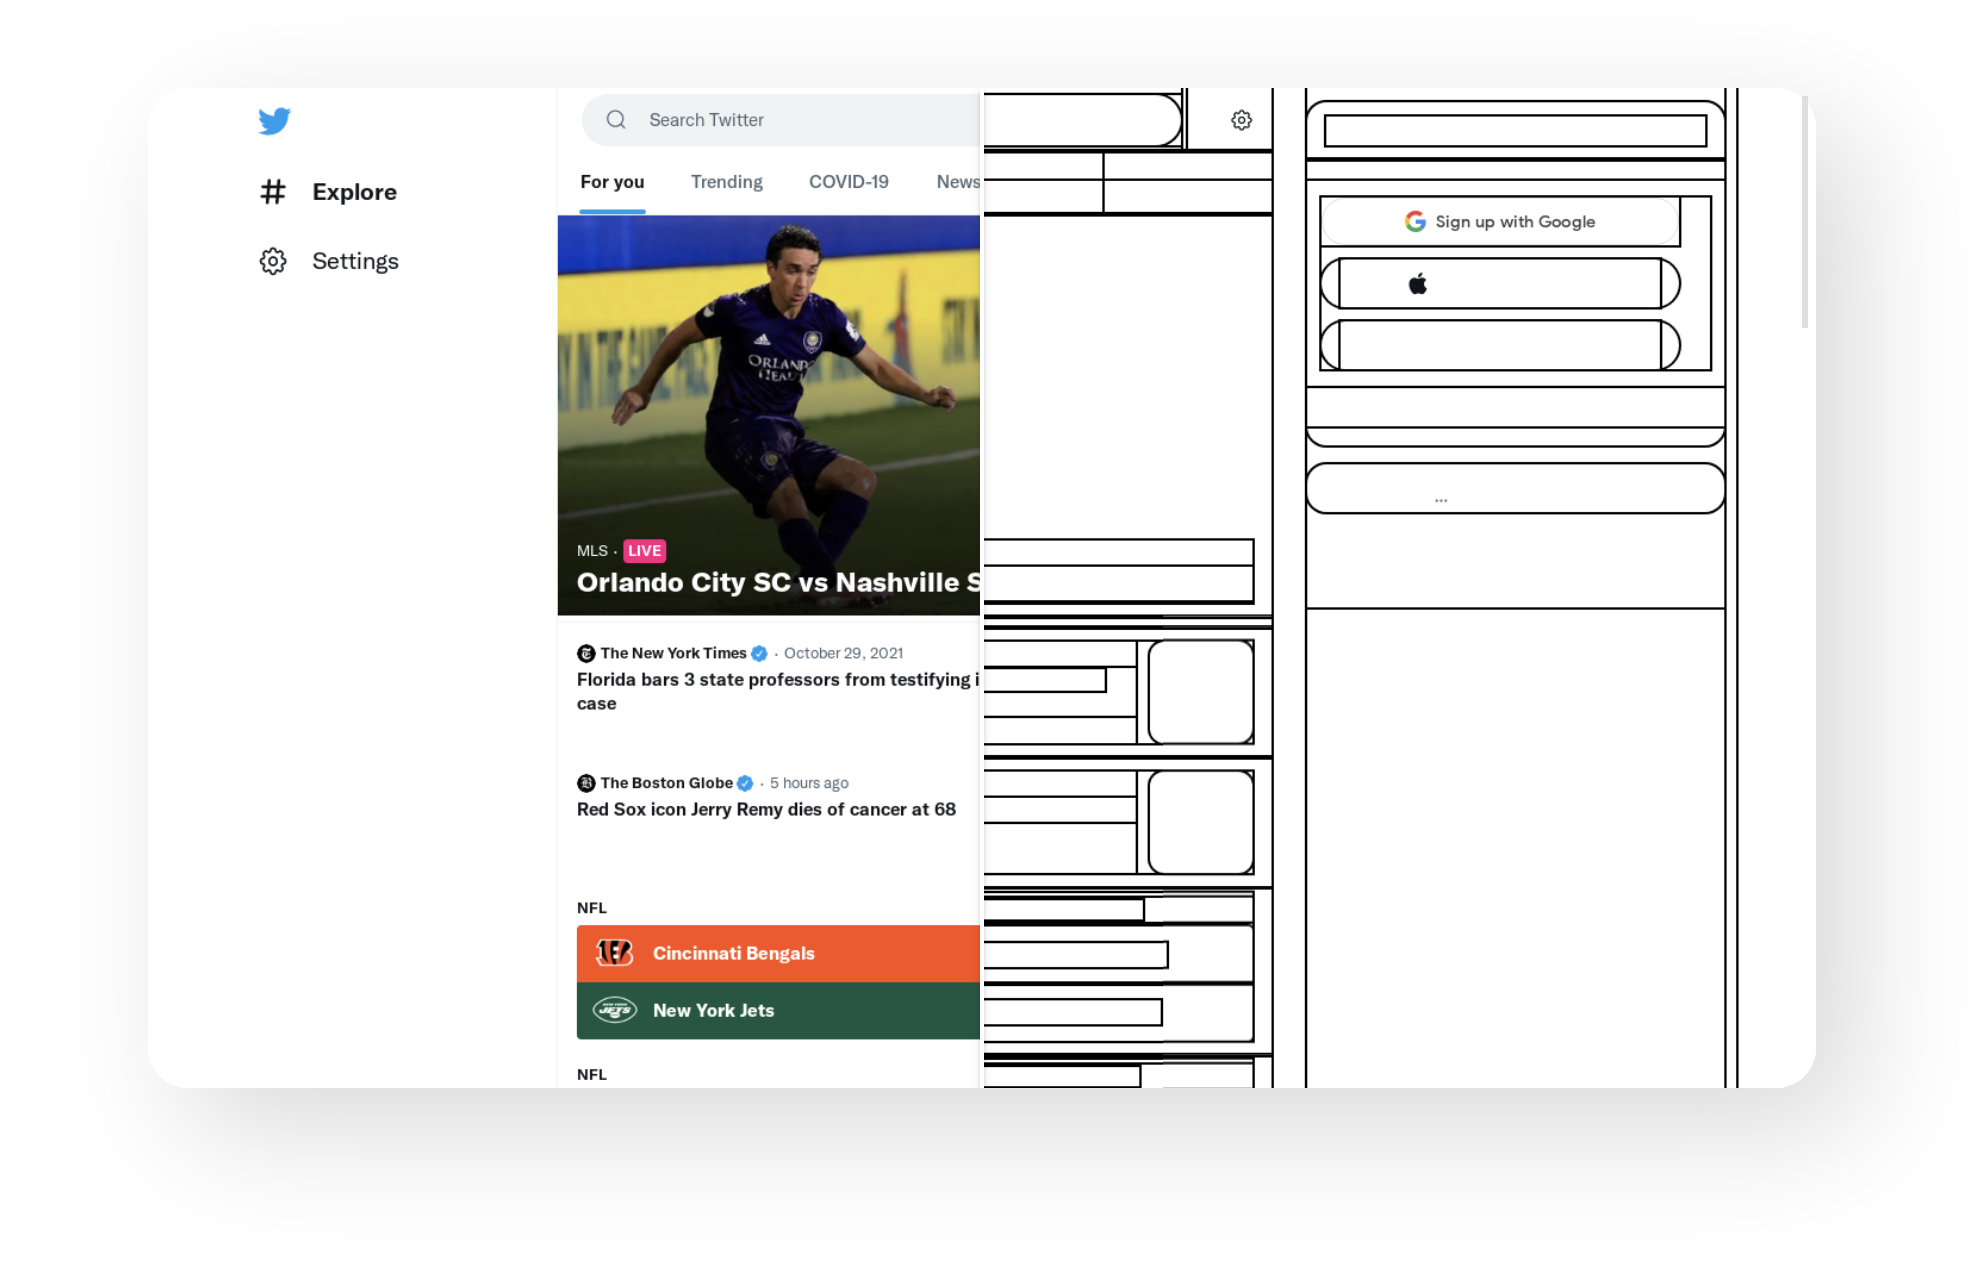 Explore
Settings
Search Twitter
For you Trending COVID-19 News
ORLANDO
HEALTH
MLS · LIVE
Orlando City SC vs Nashville S
The New York Times · October 29, 2021
Florida bars 3 state professors from testifying i
case
The Boston Globe · 5 hours ago
Red Sox icon Jerry Remy dies of cancer at 68
NFL
Cincinnati Bengals
JETS
New York Jets
NFL
Sign up with Google
...